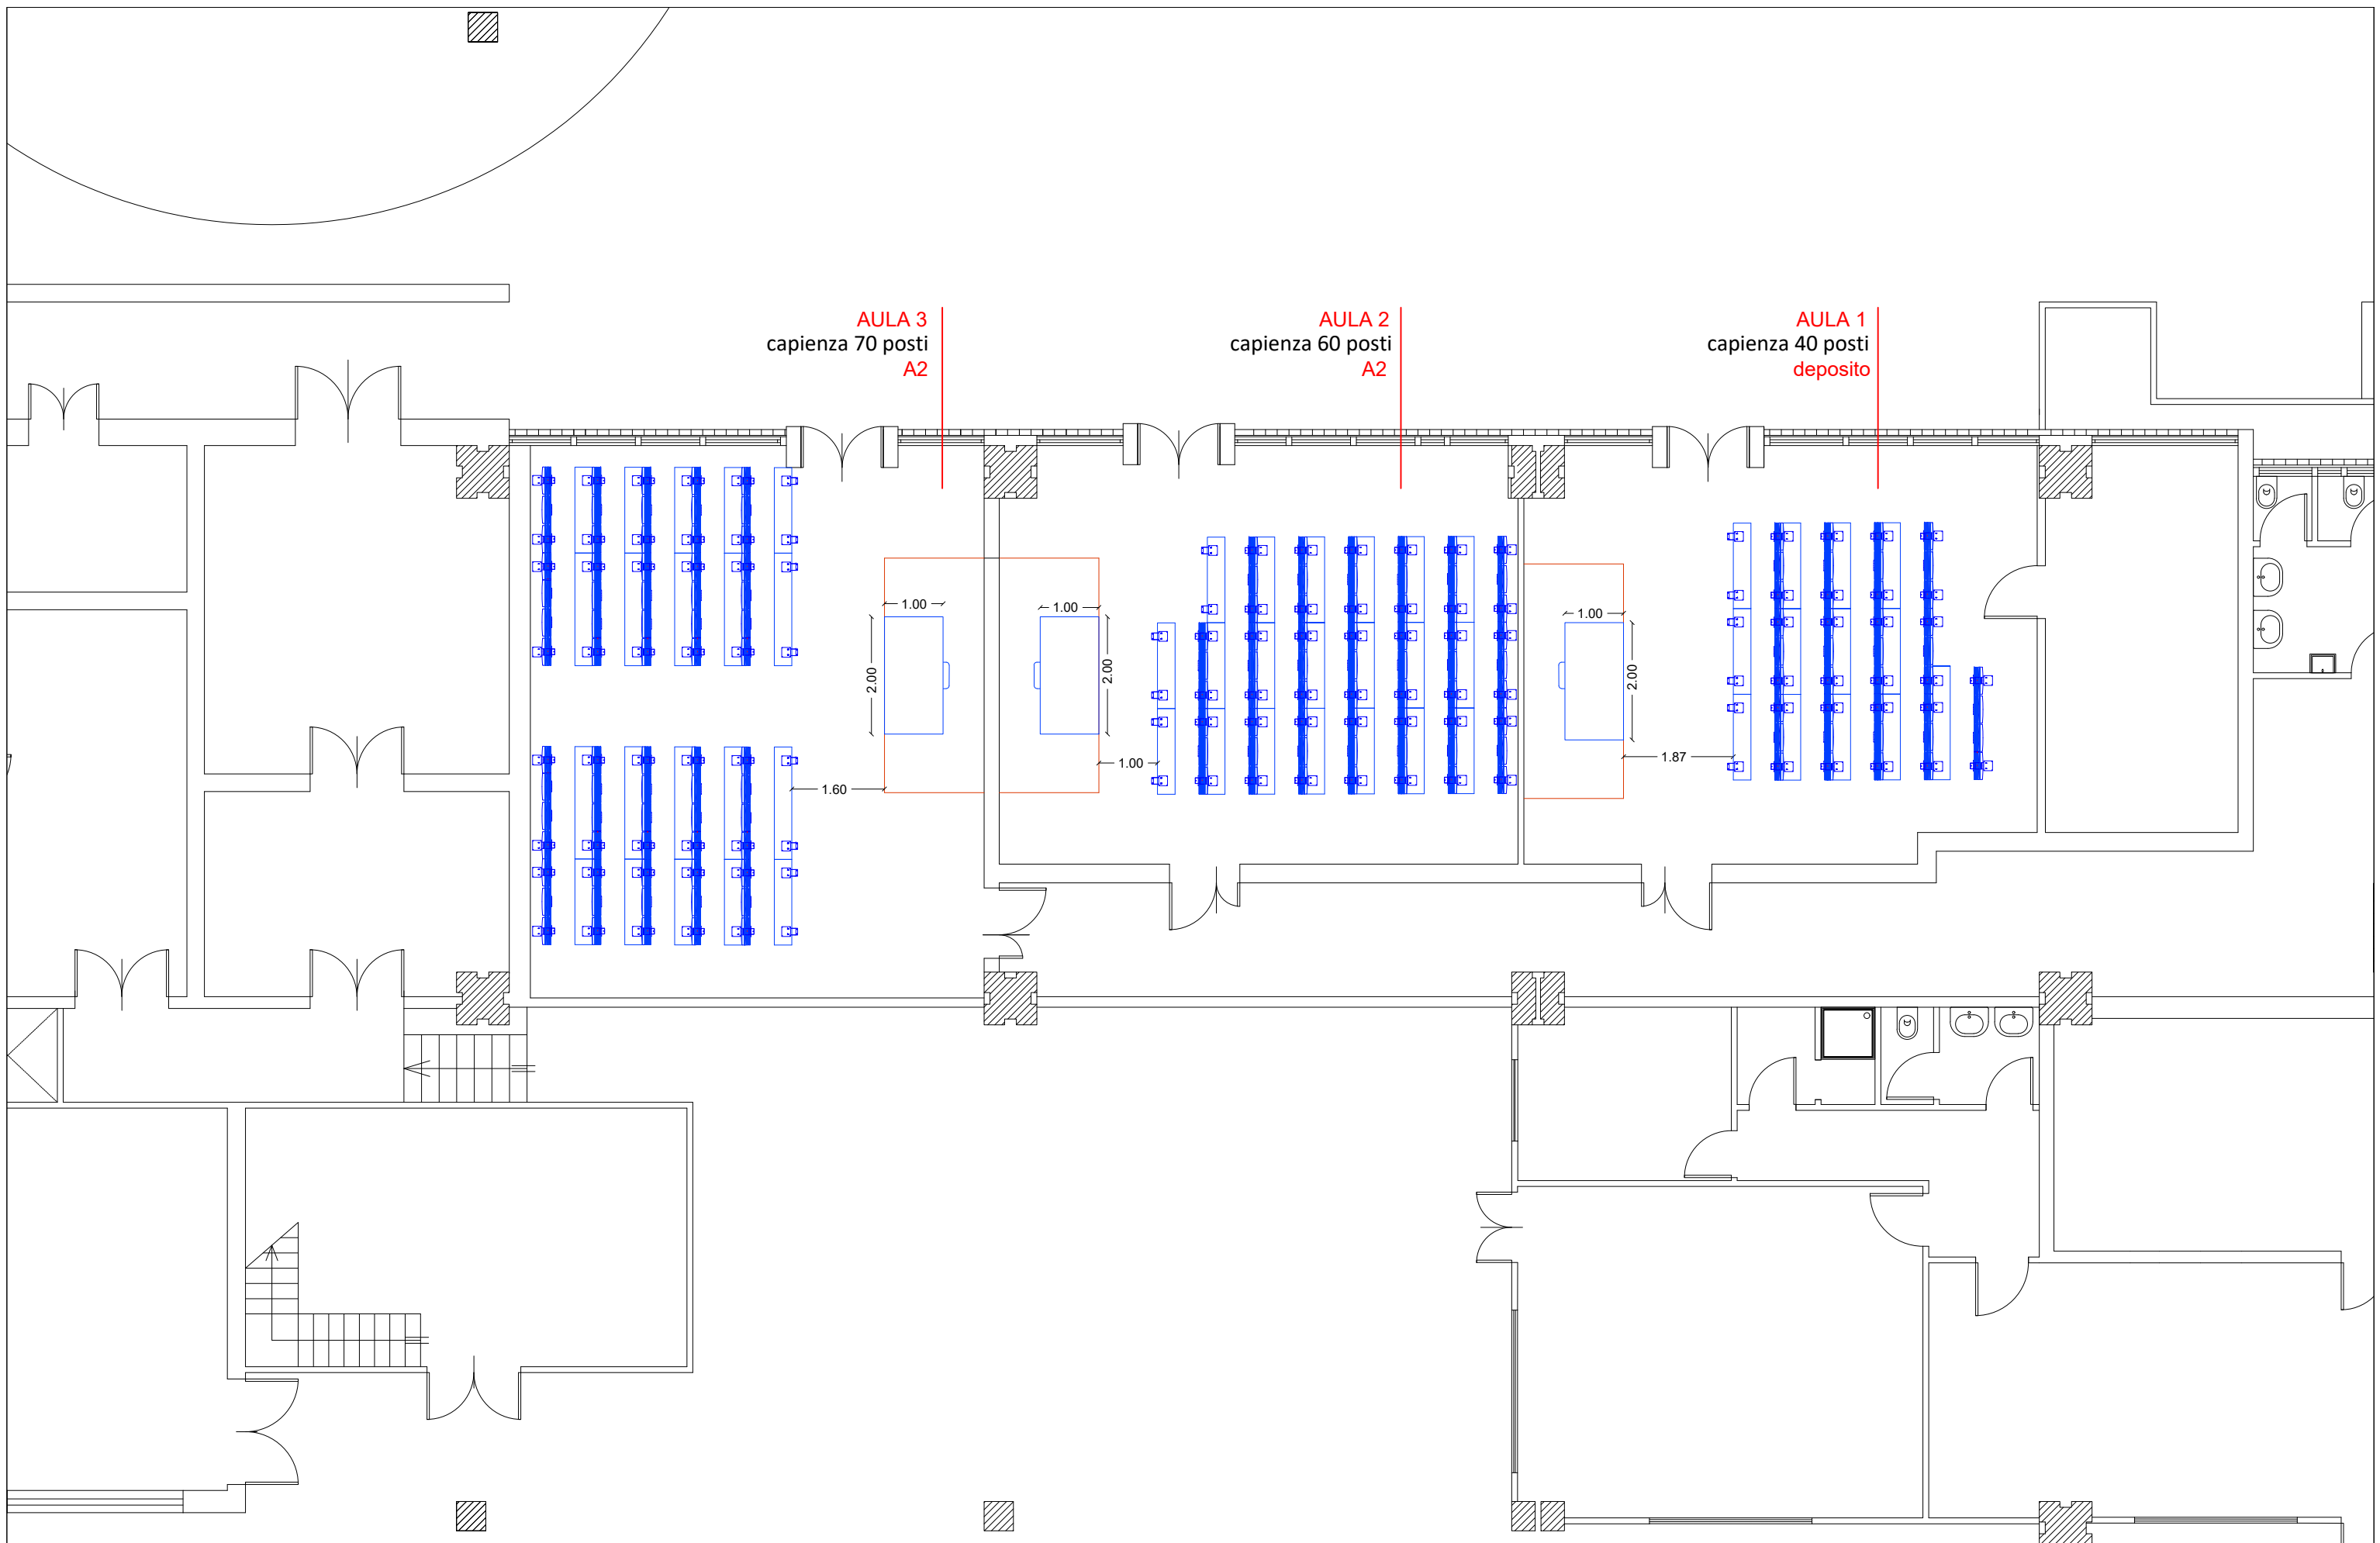 AULA 3
capienza 70 posti
A2
AULA 2
capienza 60 posti
A2
AULA 1
capienza 40 posti
deposito
1.00
2.00
1.60
1.00
2.00
1.00
1.00
2.00
1.87